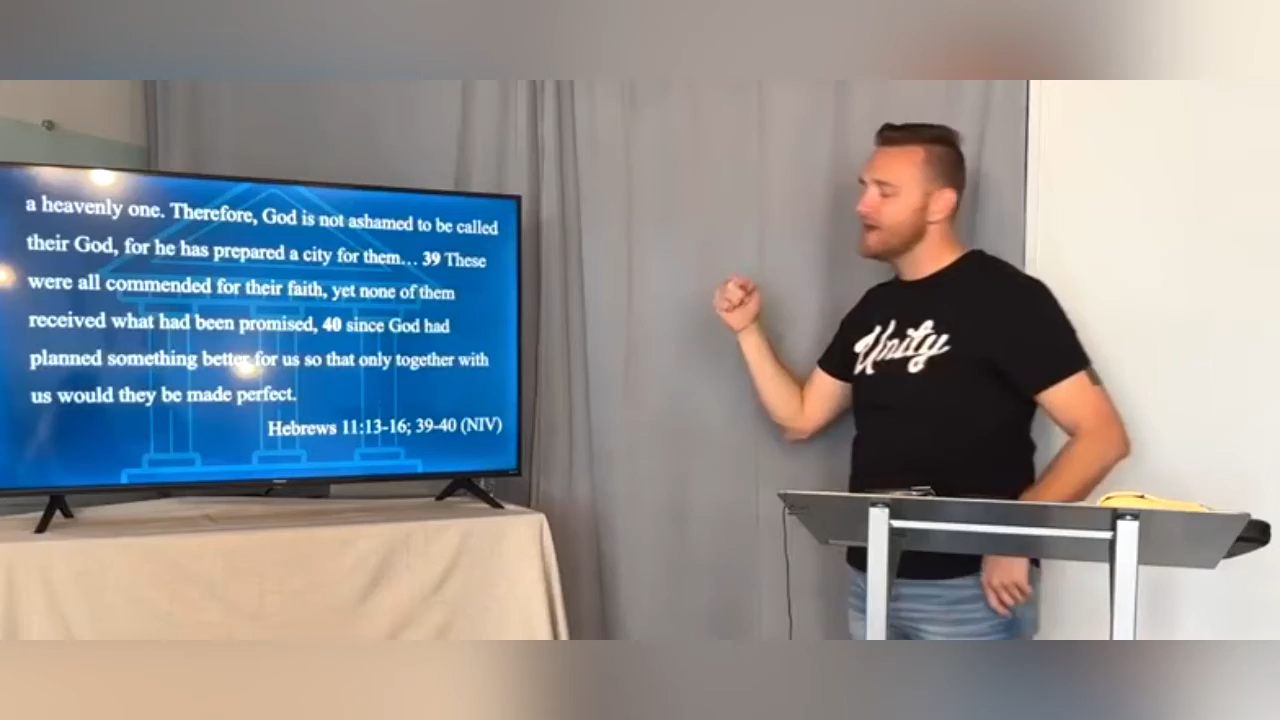 a heavenly one. Therefore, God is not ashamed to be called
their God, for he has prepared a city for them... 39 These
were all commended for their faith, yet none of them
received what had been promised, 40 since God had
planned something better for us so that only together with
us would they be made perfect.
Hebrews 11:13-16; 39-40 (NIV)
Unity